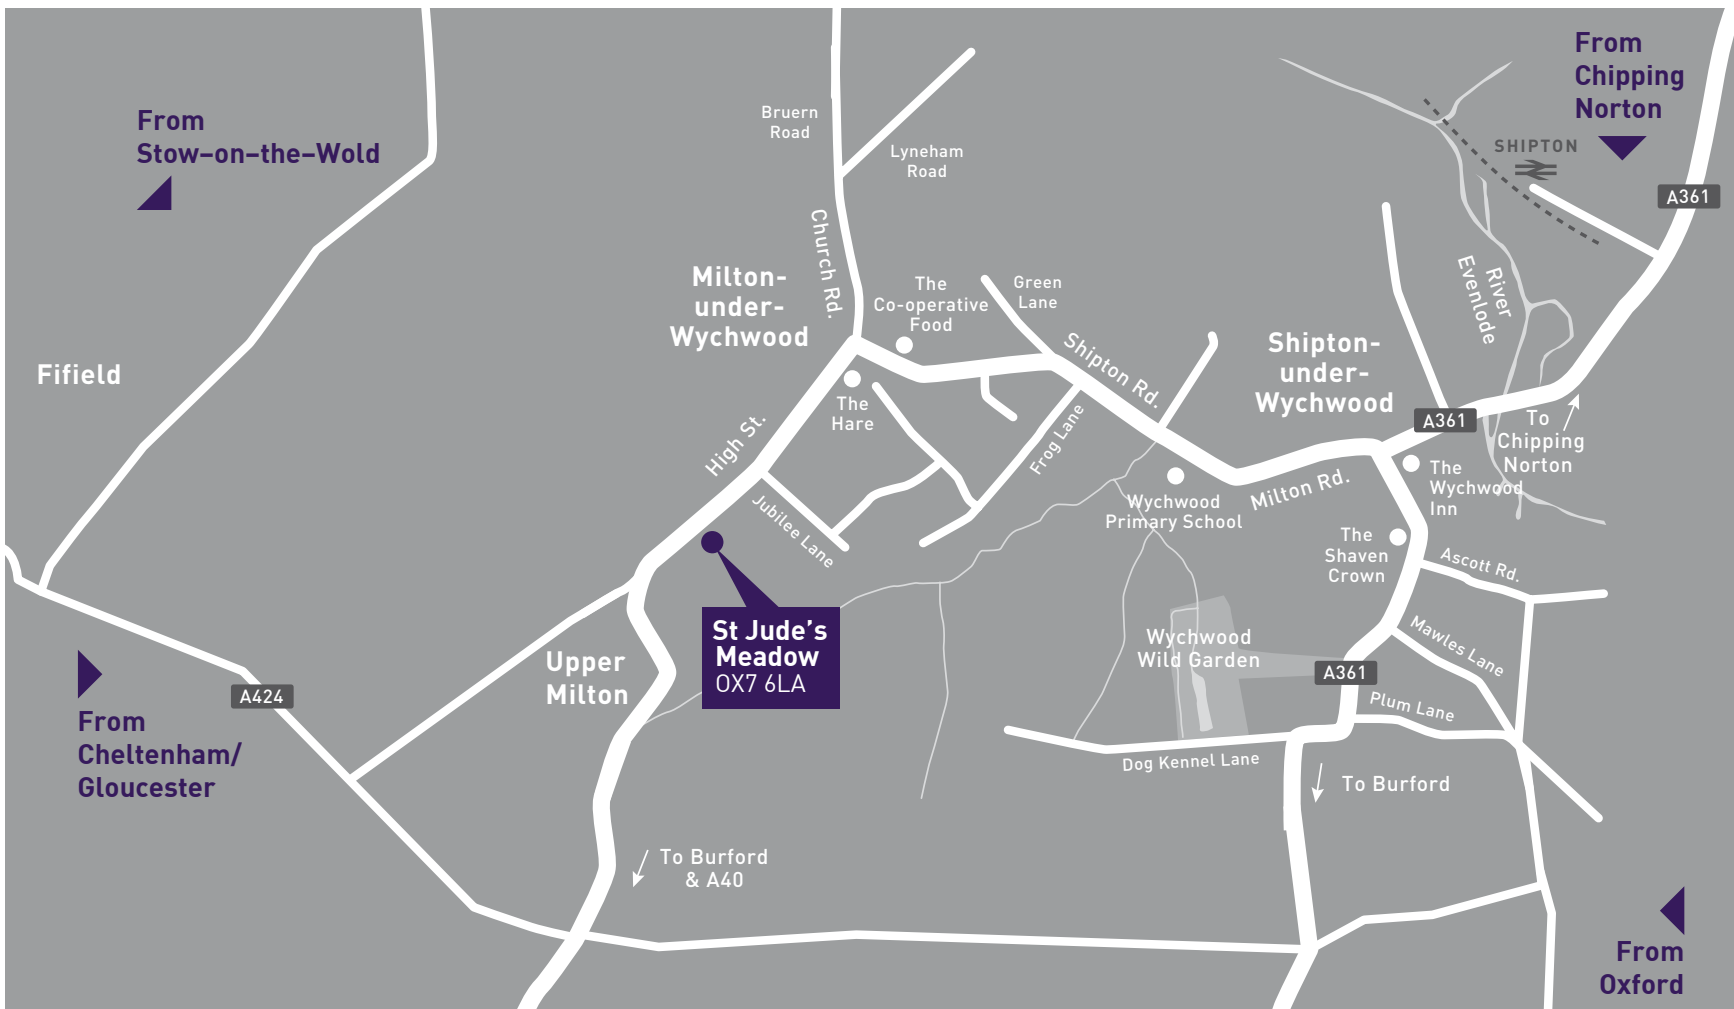 From
Chipping
Norton
From
Stow–on–the–Wold
Bruern
Road
Lyneham
Road
SHIPTON
A361
Church Rd.
Milton-
under-
Wychwood
The
Co-operative
Food
Green
Lane
River
Evenlode
Shipton Rd.
Shipton-
under-
Wychwood
Fifield
The
Hare
High St.
Frog Lane
A361
To
Chipping
Norton
The
Wychwood
Inn
Milton Rd.
Wychwood
Primary School
Jubilee Lane
The
Shaven
Crown
Ascott Rd.
St Jude’s
Meadow
OX7 6LA
Wychwood
Wild Garden
Mawles Lane
A361
Upper
Milton
A424
Plum Lane
From
Cheltenham/
Gloucester
Dog Kennel Lane
To Burford
To Burford
& A40
From
Oxford